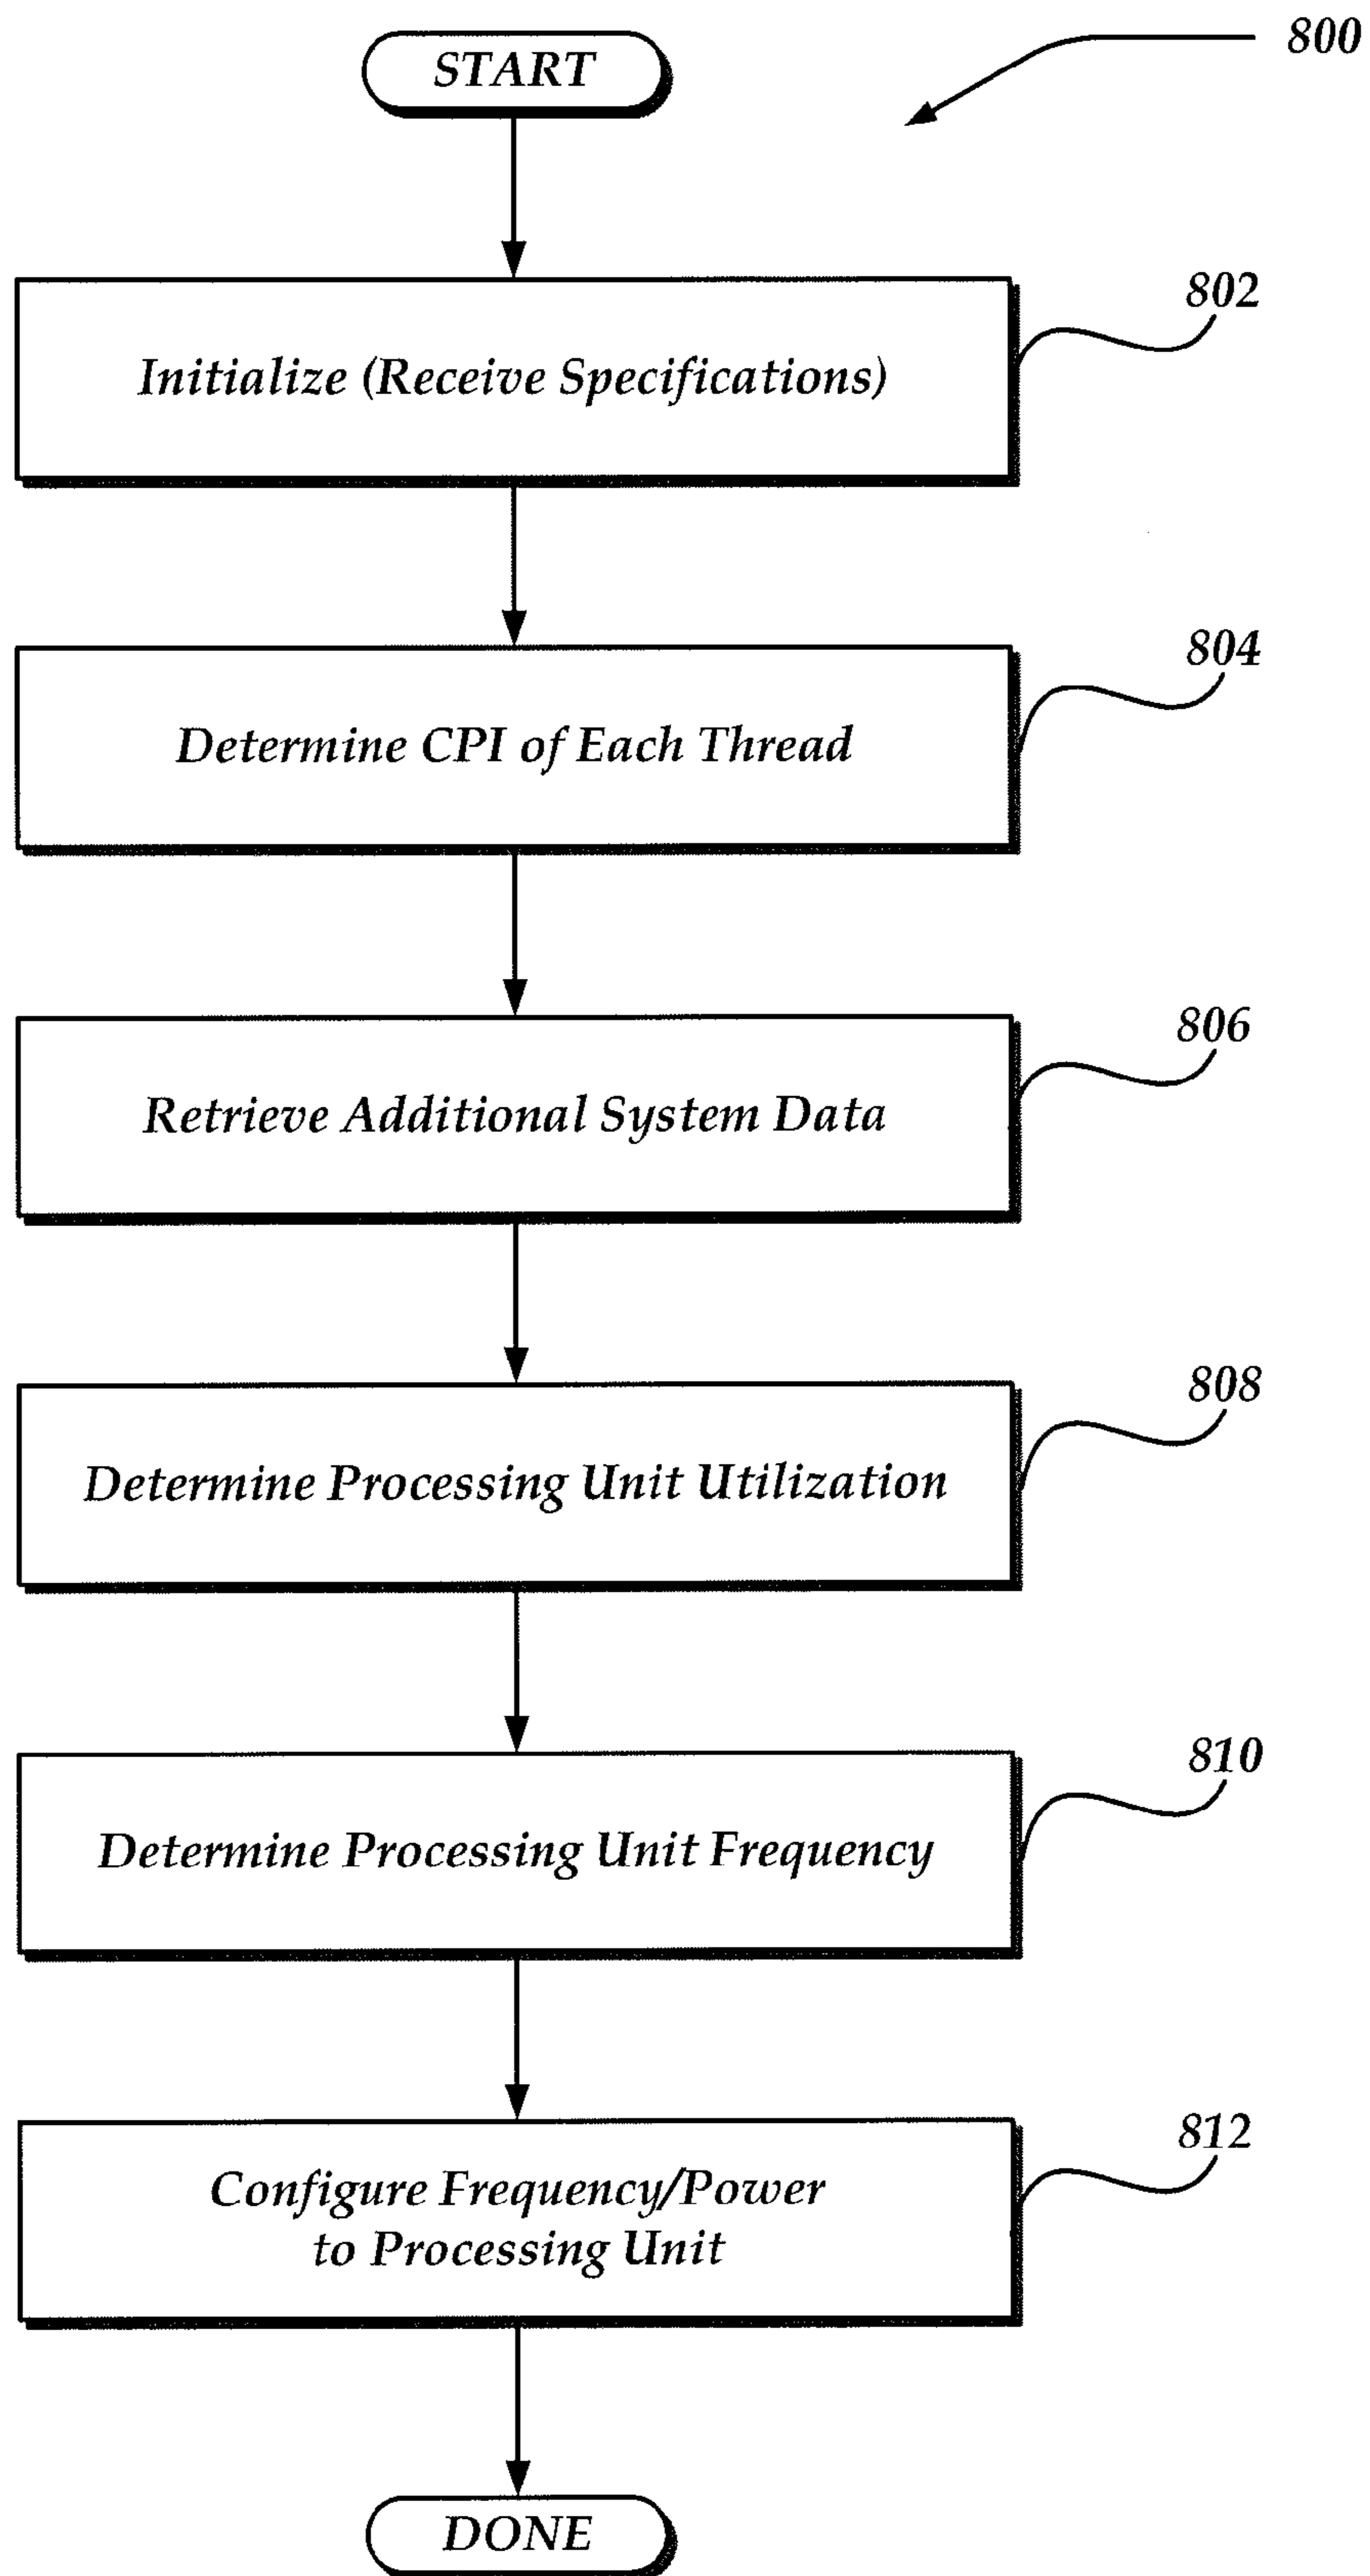 START
800
Initialize (Receive Specifications)
802
Determine CPI of Each Thread
804
Retrieve Additional System Data
806
Determine Processing Unit Utilization
808
Determine Processing Unit Frequency
810
Configure Frequency/Power
to Processing Unit
812
DONE